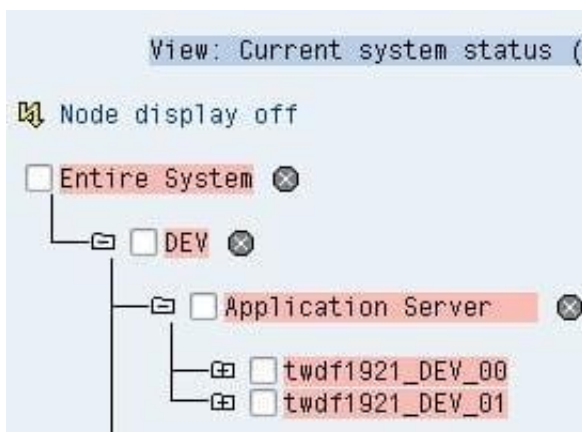 View: Current system status (
Node display off
Entire System
DEV
Application Server
twdf1921_DEV_00
twdf1921_DEV_01